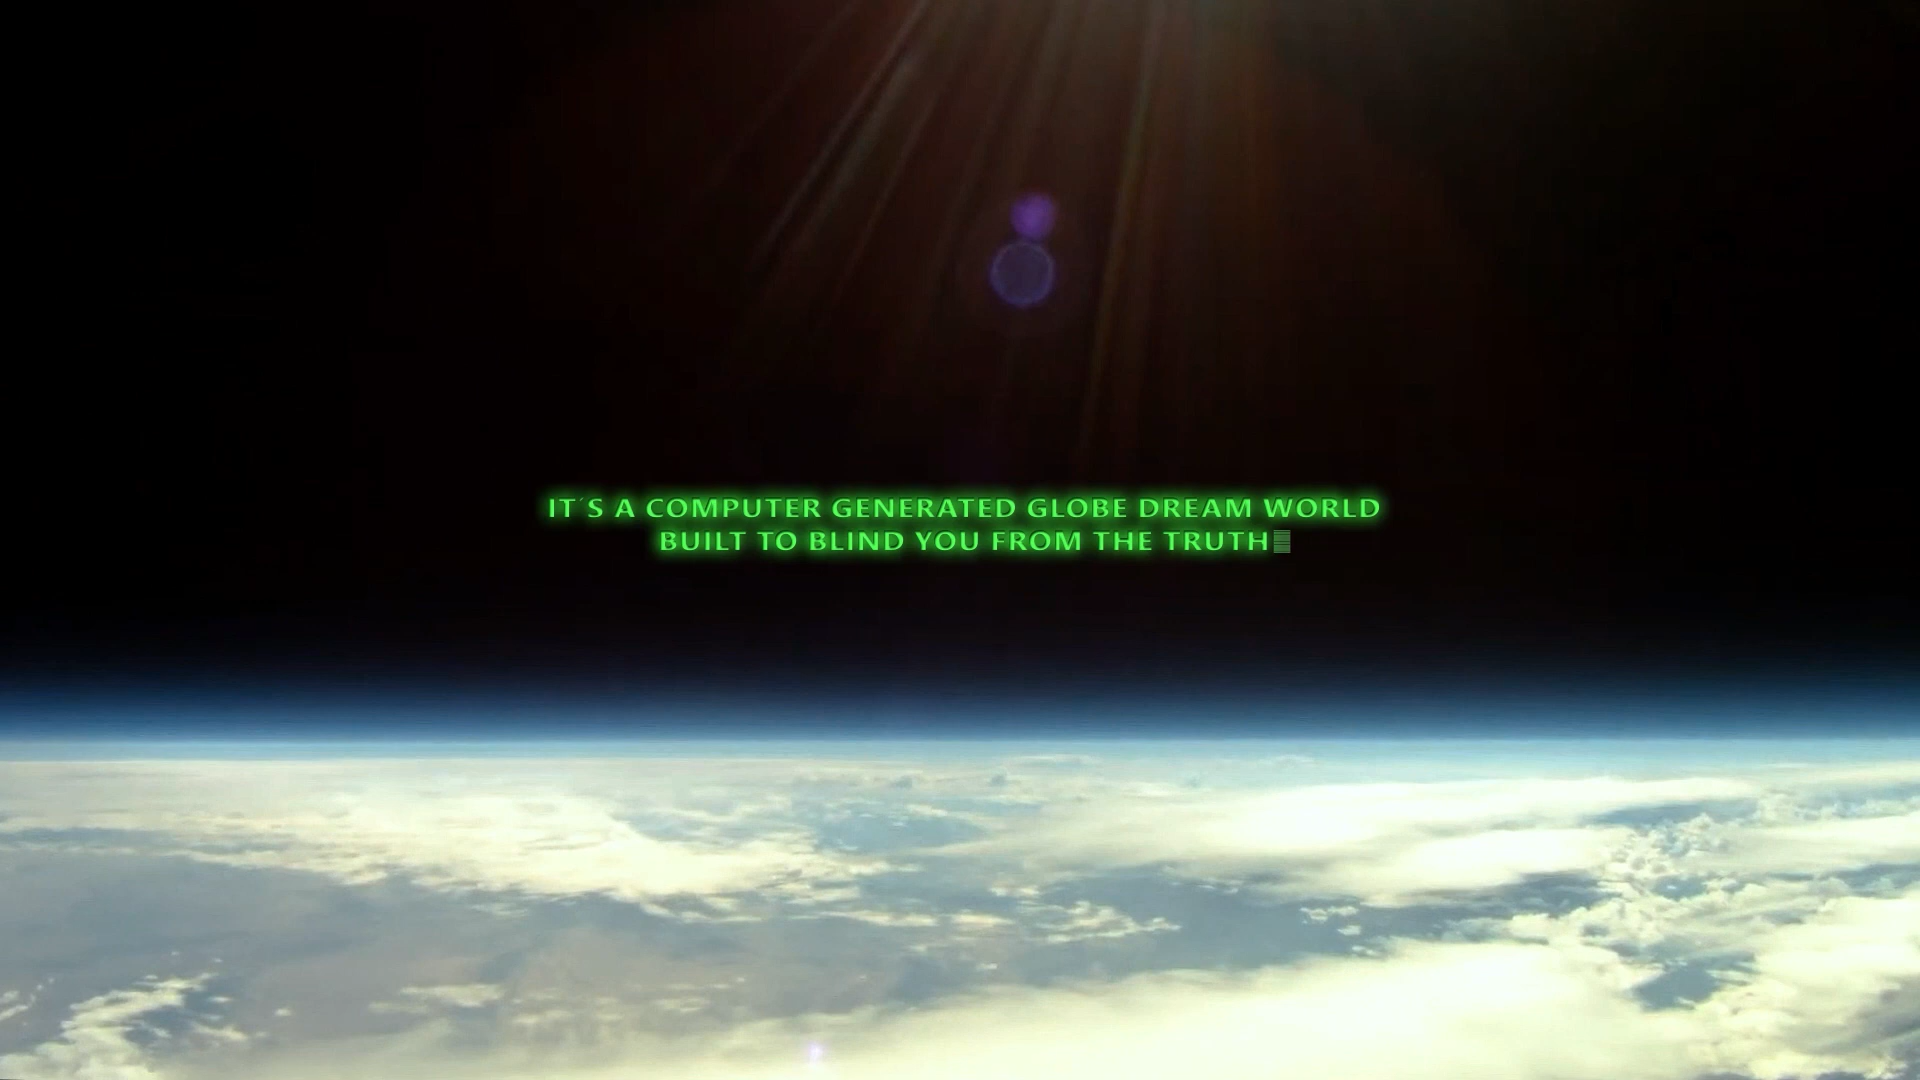 IT´S A COMPUTER GENERATED GLOBE DREAM WORLD
BUILT TO BLIND YOU FROM THE TRUTH